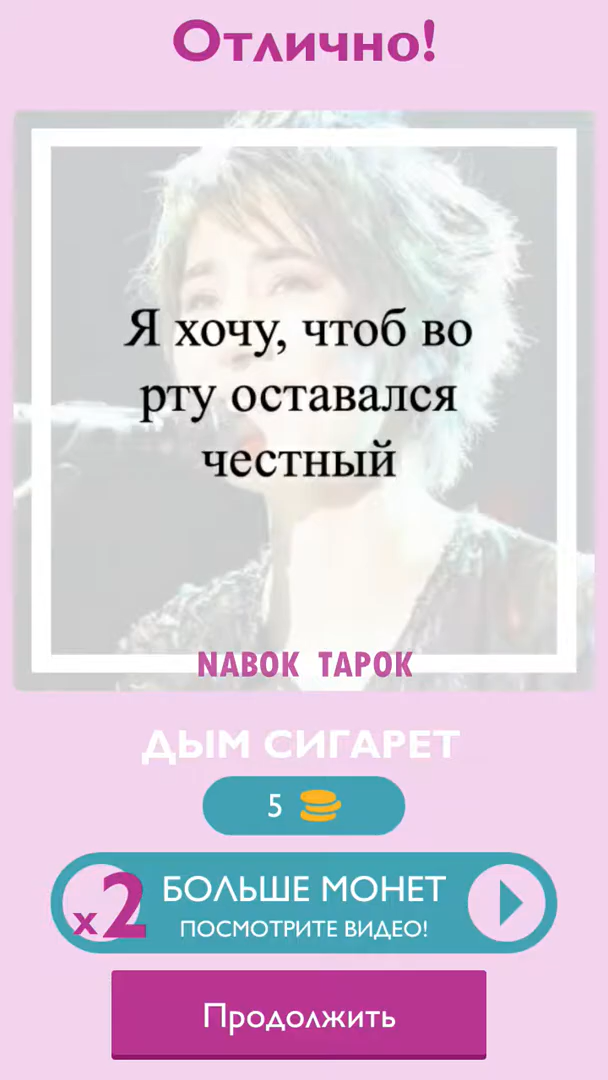 Отлично!
Я хочу, чтоб во
рту оставался
честный
NABOK TAPOK
ДЫМ СИГАРЕТ
5
x2
БОЛЬШЕ МОНЕТ
ПОСМОТРИТЕ ВИДЕО!
Продолжить